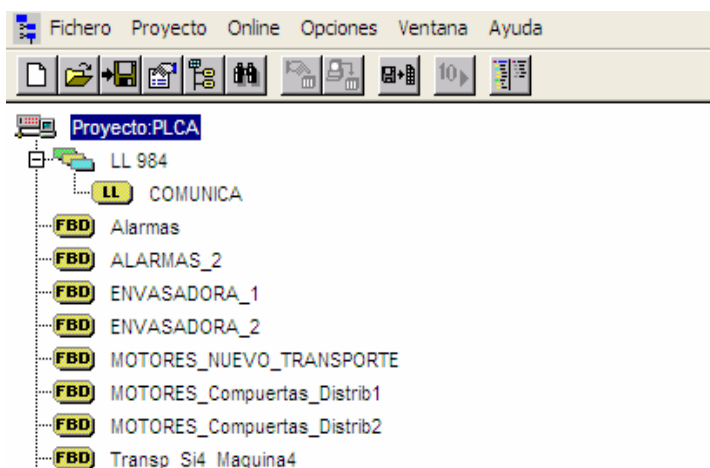 Fichero Proyecto Online Opciones Ventana Ayuda
10
Proyecto:PLCA
LL 984
LL COMUNICA
FBD Alarmas
FBD ALARMAS_2
FBD ENVASADORA_1
FBD ENVASADORA_2
FBD MOTORES_NUEVO_TRANSPORTE
FBD MOTORES_Compuertas_Distrib1
FBD MOTORES_Compuertas_Distrib2
FBD Transp_Si4_Maquina4